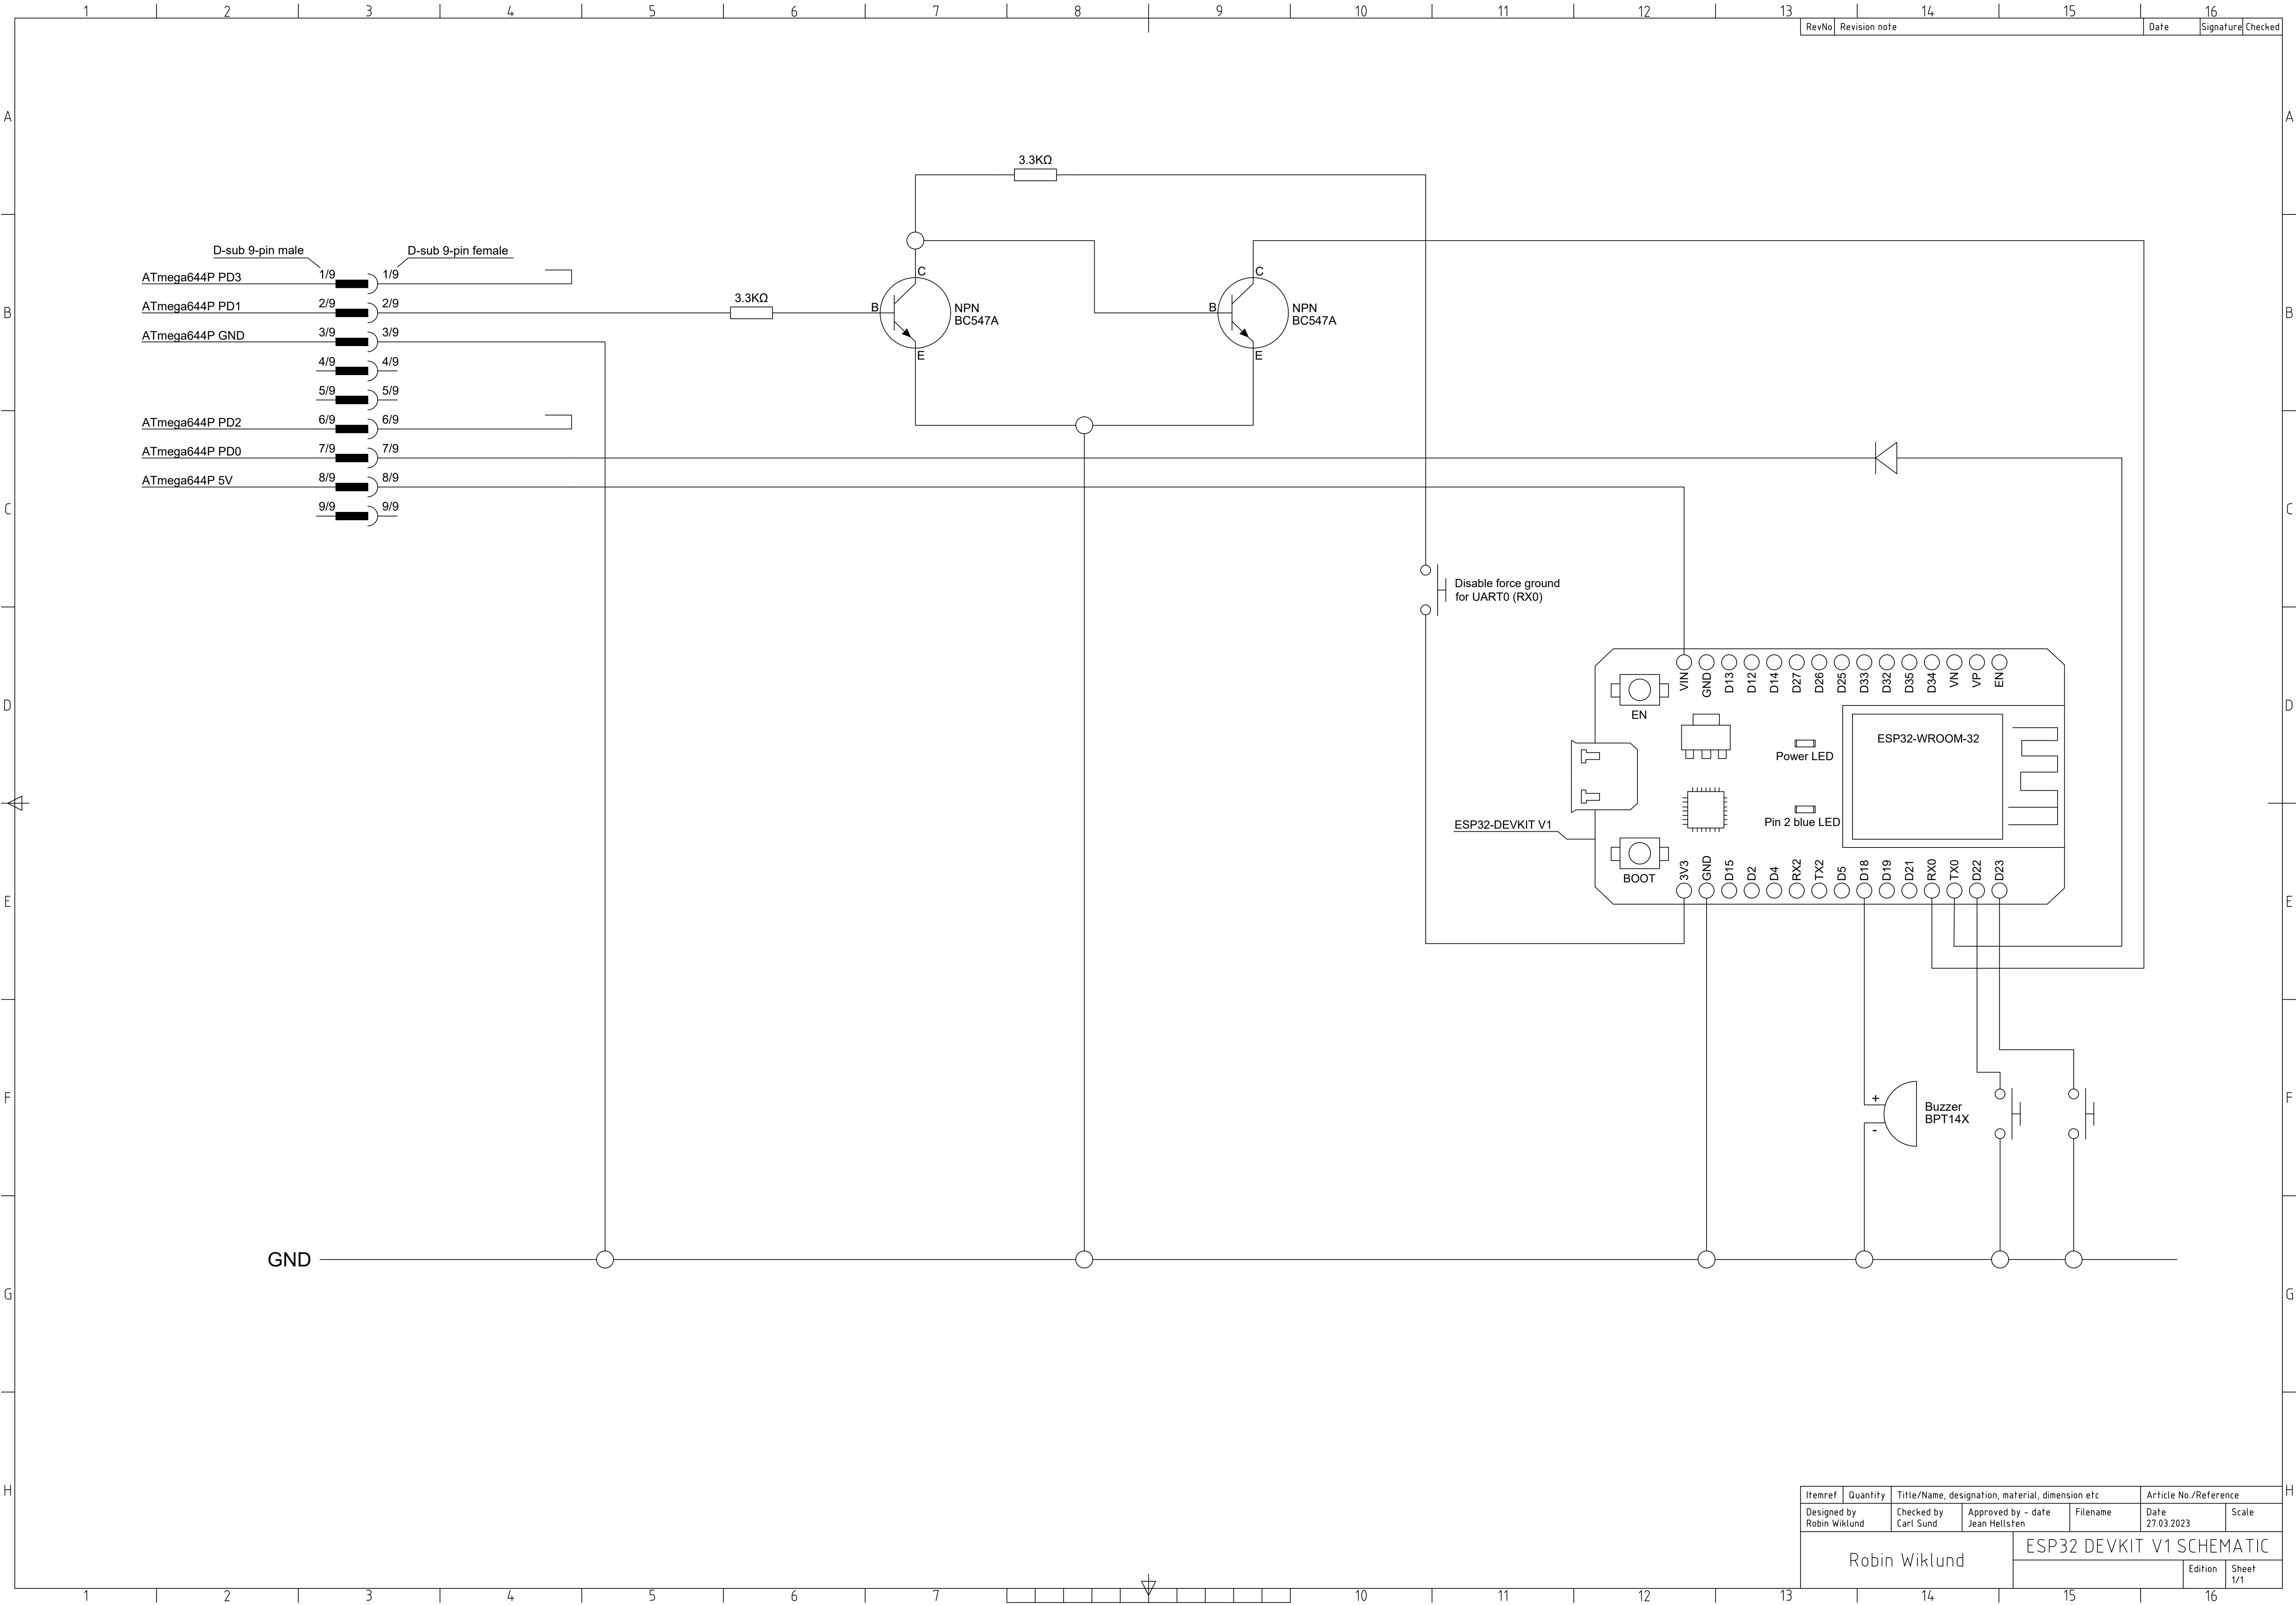 1 2 3 4 5 6 7 8 9 10 11 12 13 14 15 16
RevNo Revision note Date Signature Checked
A A
3.3KΩ
D-sub 9-pin male D-sub 9-pin female
ATmega644P PD3 1/9 1/9
ATmega644P PD1 2/9 2/9
ATmega644P GND 3/9 3/9
4/9 4/9
5/9 5/9
ATmega644P PD2 6/9 6/9
ATmega644P PD0 7/9 7/9
ATmega644P 5V 8/9 8/9
9/9 9/9
3.3KΩ
C
B
E
NPN
BC547A
C
B
E
NPN
BC547A
B B
C C
Disable force ground
for UART0 (RX0)
VIN GND D13 D12 D14 D27 D26 D25 D33 D32 D35 D34 VN VP EN
D D
EN
ESP32-WROOM-32
Power LED
Pin 2 blue LED
ESP32-DEVKIT V1
BOOT
3V3 GND D15 D2 D4 RX2 TX2 D5 D18 D19 D21 RX0 TX0 D22 D23
E E
F F
+
-
Buzzer
BPT14X
GND
G G
H H
Itemref Quantity Title/Name, designation, material, dimension etc Article No./Reference
Designed by Checked by Approved by - date Filename Date Scale
Robin Wiklund Carl Sund Jean Hellsten 27.03.2023
Robin Wiklund
ESP32 DEVKIT V1 SCHEMATIC
Edition Sheet
1/1
1 2 3 4 5 6 7 10 11 12 13 14 15 16